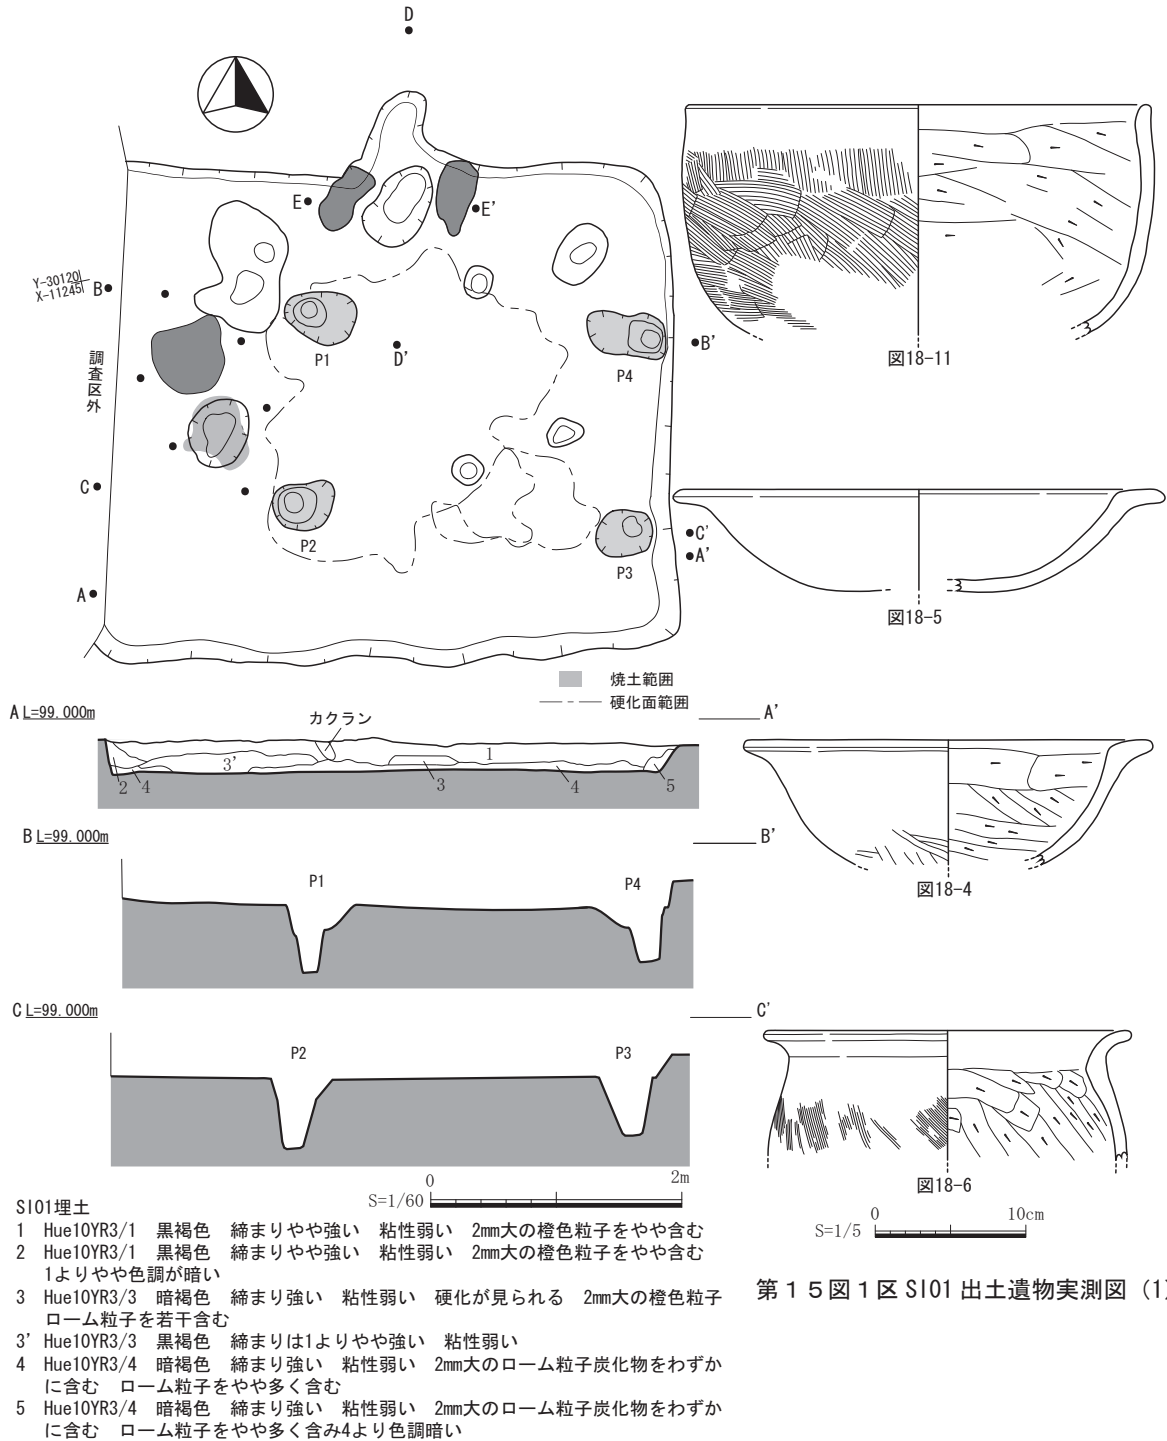 D
E
E'
Y-30120
X-11245
B
B'
P1
D'
P4
調査区外
C
C'
P2
P3
A'
A
焼土範囲
硬化面範囲
図18-11
図18-5
A L=99.000m
A'
カクラン
1
3'
2
4
3
4
5
B L=99.000m
B'
P1
P4
図18-4
C L=99.000m
C'
P2
P3
図18-6
0
2m
S=1/60
0
10cm
S=1/5
SI01埋土
1 Hue10YR3/1 黒褐色 締まりやや強い 粘性弱い 2mm大の橙色粒子をやや含む
2 Hue10YR3/1 黒褐色 締まりやや強い 粘性弱い 2mm大の橙色粒子をやや含む
1よりやや色調が暗い
3 Hue10YR3/3 暗褐色 締まり強い 粘性弱い 硬化が見られる 2mm大の橙色粒子
ローム粒子を若干含む
3' Hue10YR3/3 黒褐色 締まりは1よりやや強い 粘性弱い
4 Hue10YR3/4 暗褐色 締まり強い 粘性弱い 2mm大のローム粒子炭化物をわずか
に含む ローム粒子をやや多く含む
5 Hue10YR3/4 暗褐色 締まり強い 粘性弱い 2mm大のローム粒子炭化物をわずか
に含む ローム粒子をやや多く含み4より色調暗い
第15図1区 SI01 出土遺物実測図 (1)